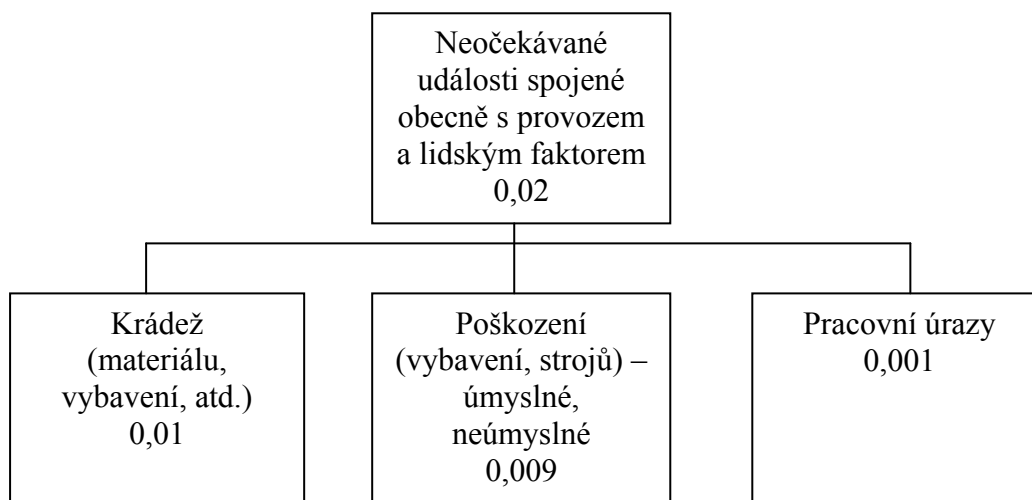 Neočekávané
události spojené
obecně s provozem
a lidským faktorem
0,02
Krádež
(materiálu,
vybavení, atd.)
0,01
Poškození
(vybavení, strojů) –
úmyslné,
neúmyslné
0,009
Pracovní úrazy
0,001